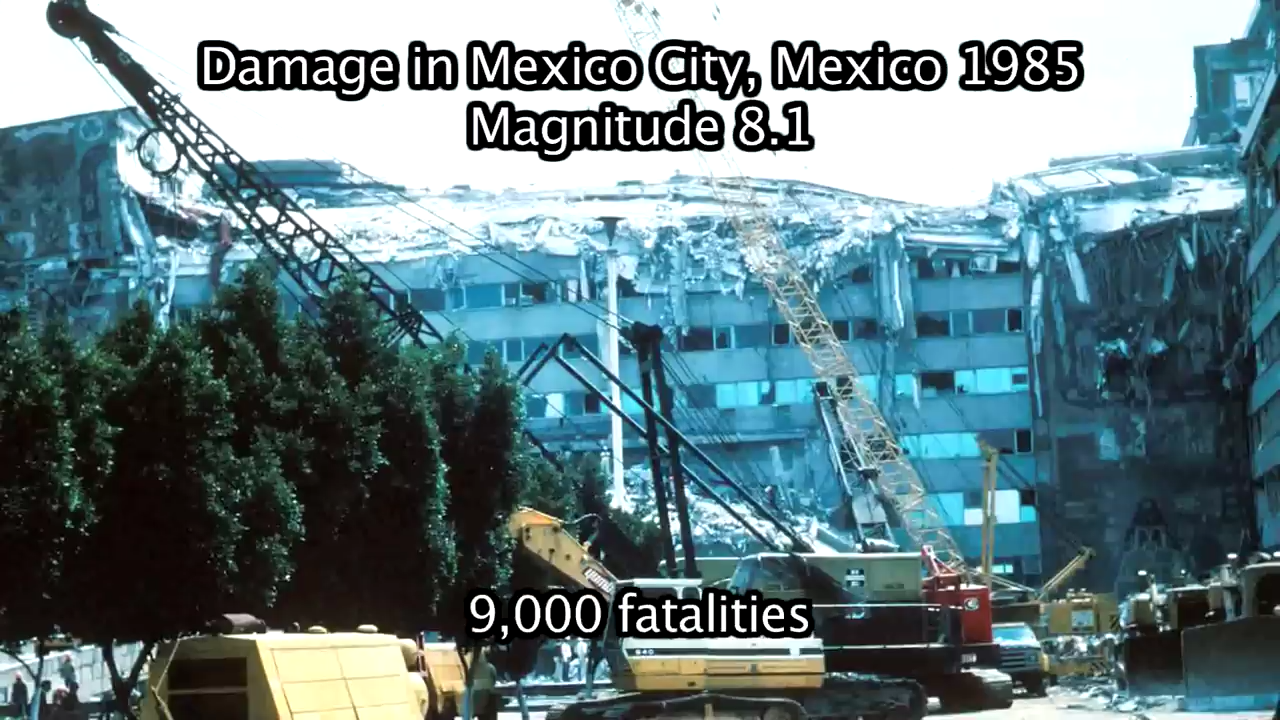 Damage in Mexico City, Mexico 1985
Magnitude 8.1
9,000 fatalities